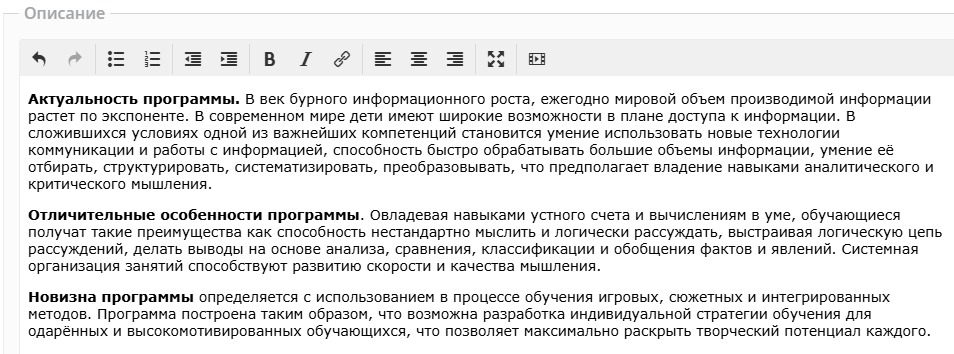 Описание
B I
Актуальность программы. В век бурного информационного роста, ежегодно мировой объем производимой информации
растет по экспоненте. В современном мире дети имеют широкие возможности в плане доступа к информации. В
сложившихся условиях одной из важнейших компетенций становится умение использовать новые технологии
коммуникации и работы с информацией, способность быстро обрабатывать большие объемы информации, умение её
отбирать, структурировать, систематизировать, преобразовывать, что предполагает владение навыками аналитического и
критического мышления.
Отличительные особенности программы. Овладевая навыками устного счета и вычислениям в уме, обучающиеся
получат такие преимущества как способность нестандартно мыслить и логически рассуждать, выстраивая логическую цепь
рассуждений, делать выводы на основе анализа, сравнения, классификации и обобщения фактов и явлений. Системная
организация занятий способствуют развитию скорости и качества мышления.
Новизна программы определяется с использованием в процессе обучения игровых, сюжетных и интегрированных
методов. Программа построена таким образом, что возможна разработка индивидуальной стратегии обучения для
одарённых и высокомотивированных обучающихся, что позволяет максимально раскрыть творческий потенциал каждого.